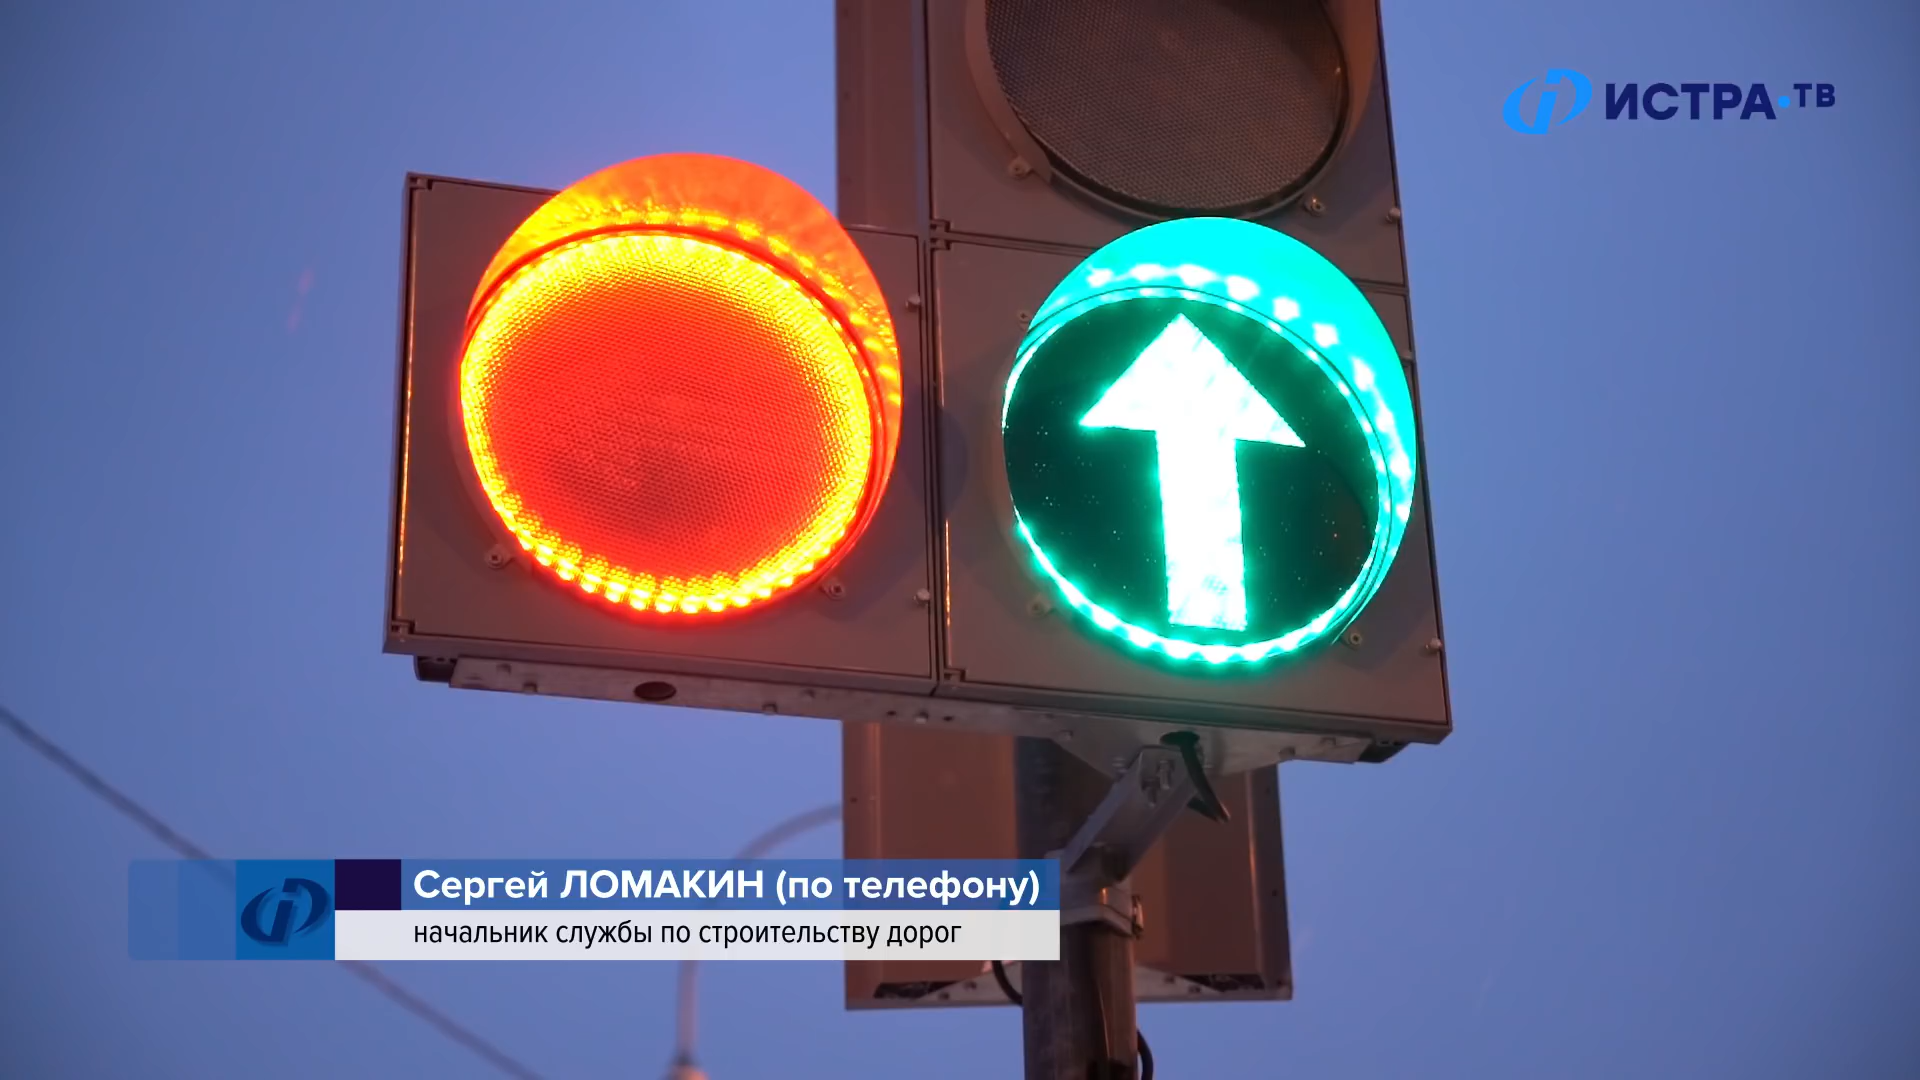 ИСТРА•ТВ
Сергей ЛОМАКИН (по телефону)
начальник службы по строительству дорог